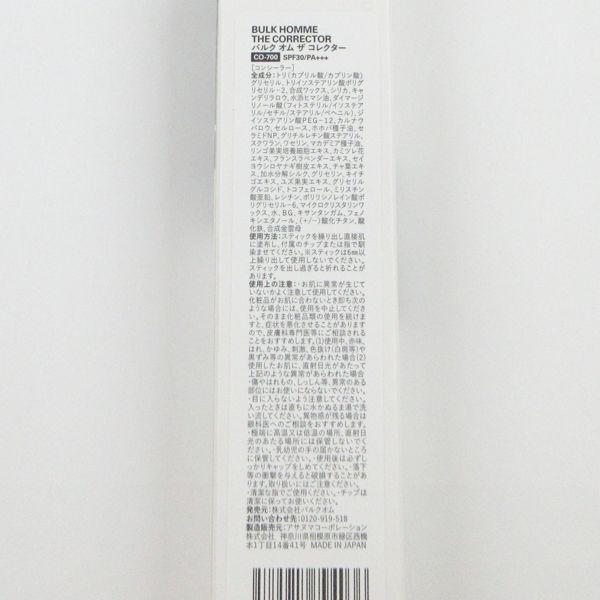 BULK HOMME
THE CORRECTOR
バルク オム ザ コレクター
CO-700 SPF30/PA+++
[コンシーラー]
全成分:トリ(カプリル酸/カプリン酸)
グリセリル、トリイソステアリン酸ポリグ
リセリル-2、合成ワックス、シリカ、キャ
ンデリラロウ、水添ヒマシ油、ダイマージ
リノール酸(フィトステリル/イソステア
リル/セチル/ステアリル/ベヘニル)、ジ
イソステアリン酸PEG-12、カルナウ
バロウ、セルロース、ホホバ種子油、セ
ラミドNP、グリチルレチン酸ステアリル、
スクワラン、ワセリン、マカデミア種子油、
リンゴ果実培養細胞エキス、カミツレ花
エキス、フランスラベンダーエキス、セイ
ヨウシロヤナギ樹皮エキス、チャ葉エキ
ス、加水分解シルク、グリセリン、キイチ
ゴエキス、ユズ果実エキス、グリセリル
グルコシド、トコフェロール、ミリスチン
酸亜鉛、レシチン、ポリリシノレイン酸ポ
リグリセリル-6、マイクロクリスタリンワ
ックス、水、BG、キサンタンガム、フェノ
キシエタノール、(+/-)酸化チタン、酸
化鉄、合成金雲母
使用方法:スティックを繰り出し直接肌
に塗布し、付属のチップまたは指で馴
染ませてください。※スティックは6mm以
上繰り出して使用しないでください。
スティックを出し過ぎると折れることが
あります。
使用上の注意:・お肌に異常が生じて
いないかよく注意して使用してください。
化粧品がお肌に合わないとき即ち次の
ような場合には、使用を中止してくださ
い。そのまま化粧品類の使用を続けま
すと、症状を悪化させることがあります
ので、皮膚科専門医等にご相談される
ことをおすすめします。(1)使用中、赤味、
はれ、かゆみ、刺激、色抜け(白斑等)や
黒ずみ等の異常があらわれた場合(2)
使用したお肌に、直射日光があたって
上記のような異常があらわれた場合
・傷やはれもの、しっしん等、異常のある
部位にはお使いにならないでください。
・目に入らないよう注意してください。
入ったときは直ちに水かぬるま湯で洗
い流してください。異物感が残る場合は
眼科医へのご相談をおすすめします。
・極端に高温又は低温の場所、直射日
光のあたる場所には保管しないでくだ
さい。・乳幼児の手の届かないところ
に保管してください。・使用後は必ずし
っかりキャップをしめてください。・落下
等の衝撃を与えると破損することがあり
ます。取り扱いにはご注意ください。
・清潔な指でご使用ください。・チップは
清潔に保ってお使いください。
発売元:株式会社バルクオム
お問い合わせ先:0120-919-518
製造販売元:アサヌマコーポレーション
株式会社 神奈川県相模原市緑区西橋
本1丁目14番41号 MADE IN JAPAN